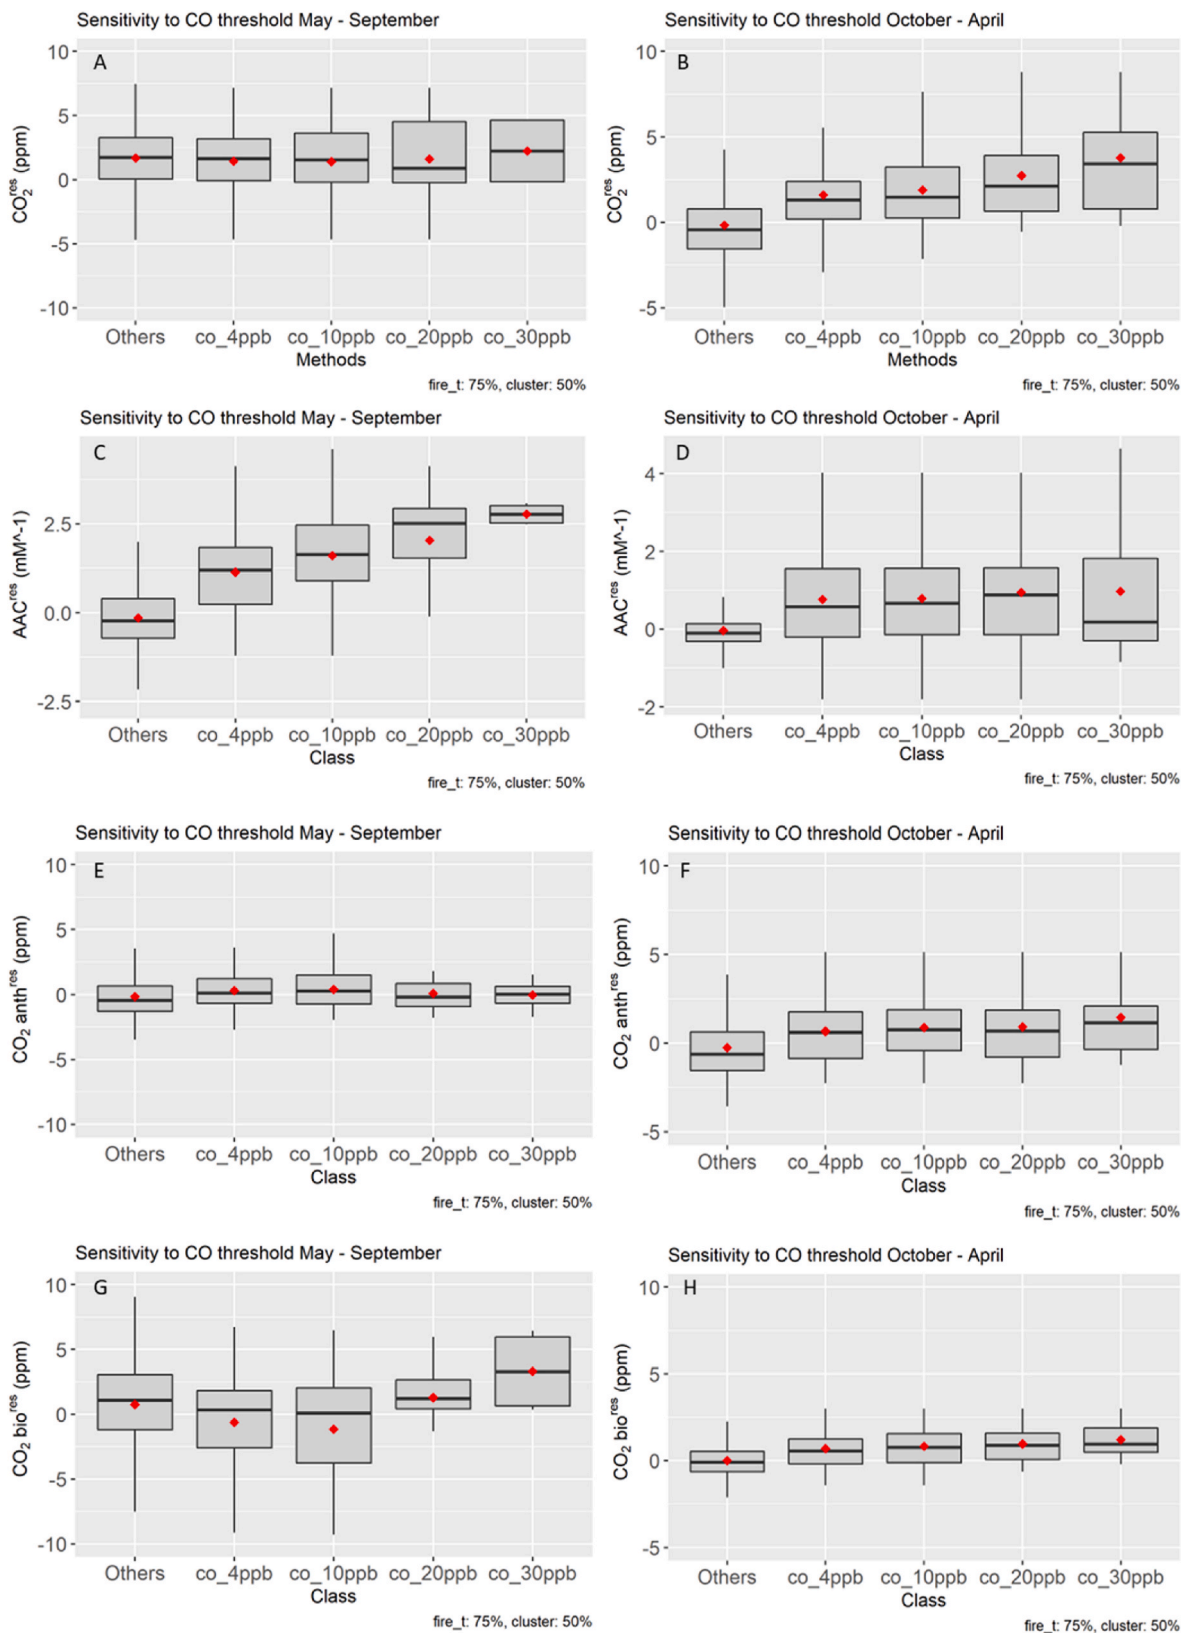 Sensitivity to CO threshold May - September
A
CO₂ʳᵉˢ (ppm)
10
5
0
-5
-10
Others co_4ppb co_10ppb co_20ppb co_30ppb
Methods
fire_t: 75%, cluster: 50%
Sensitivity to CO threshold October - April
B
CO₂ʳᵉˢ (ppm)
10
5
0
-5
Others co_4ppb co_10ppb co_20ppb co_30ppb
Methods
fire_t: 75%, cluster: 50%
Sensitivity to CO threshold May - September
C
AACʳᵉˢ (mM^-1)
2.5
0.0
-2.5
Others co_4ppb co_10ppb co_20ppb co_30ppb
Class
fire_t: 75%, cluster: 50%
Sensitivity to CO threshold October - April
D
AACʳᵉˢ (mM^-1)
4
2
0
-2
Others co_4ppb co_10ppb co_20ppb co_30ppb
Class
fire_t: 75%, cluster: 50%
Sensitivity to CO threshold May - September
E
CO₂ anthʳᵉˢ (ppm)
10
5
0
-5
-10
Others co_4ppb co_10ppb co_20ppb co_30ppb
Class
fire_t: 75%, cluster: 50%
Sensitivity to CO threshold October - April
F
CO₂ anthʳᵉˢ (ppm)
10
5
0
-5
Others co_4ppb co_10ppb co_20ppb co_30ppb
Class
fire_t: 75%, cluster: 50%
Sensitivity to CO threshold May - September
G
CO₂ bioʳᵉˢ (ppm)
10
5
0
-5
-10
Others co_4ppb co_10ppb co_20ppb co_30ppb
Class
fire_t: 75%, cluster: 50%
Sensitivity to CO threshold October - April
H
CO₂ bioʳᵉˢ (ppm)
10
5
0
-5
Others co_4ppb co_10ppb co_20ppb co_30ppb
Class
fire_t: 75%, cluster: 50%